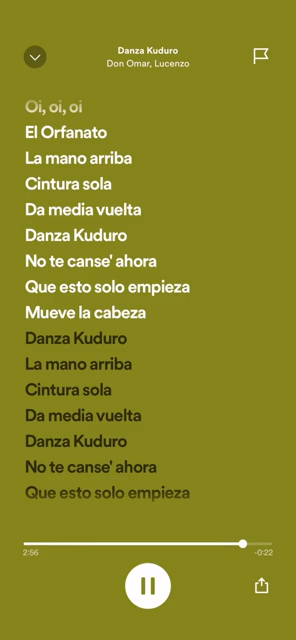 Danza Kuduro
Don Omar, Lucenzo
Oi, oi, oi
El Orfanato
La mano arriba
Cintura sola
Da media vuelta
Danza Kuduro
No te canse' ahora
Que esto solo empieza
Mueve la cabeza
Danza Kuduro
La mano arriba
Cintura sola
Da media vuelta
Danza Kuduro
No te canse' ahora
Que esto solo empieza
2:56
-0:22